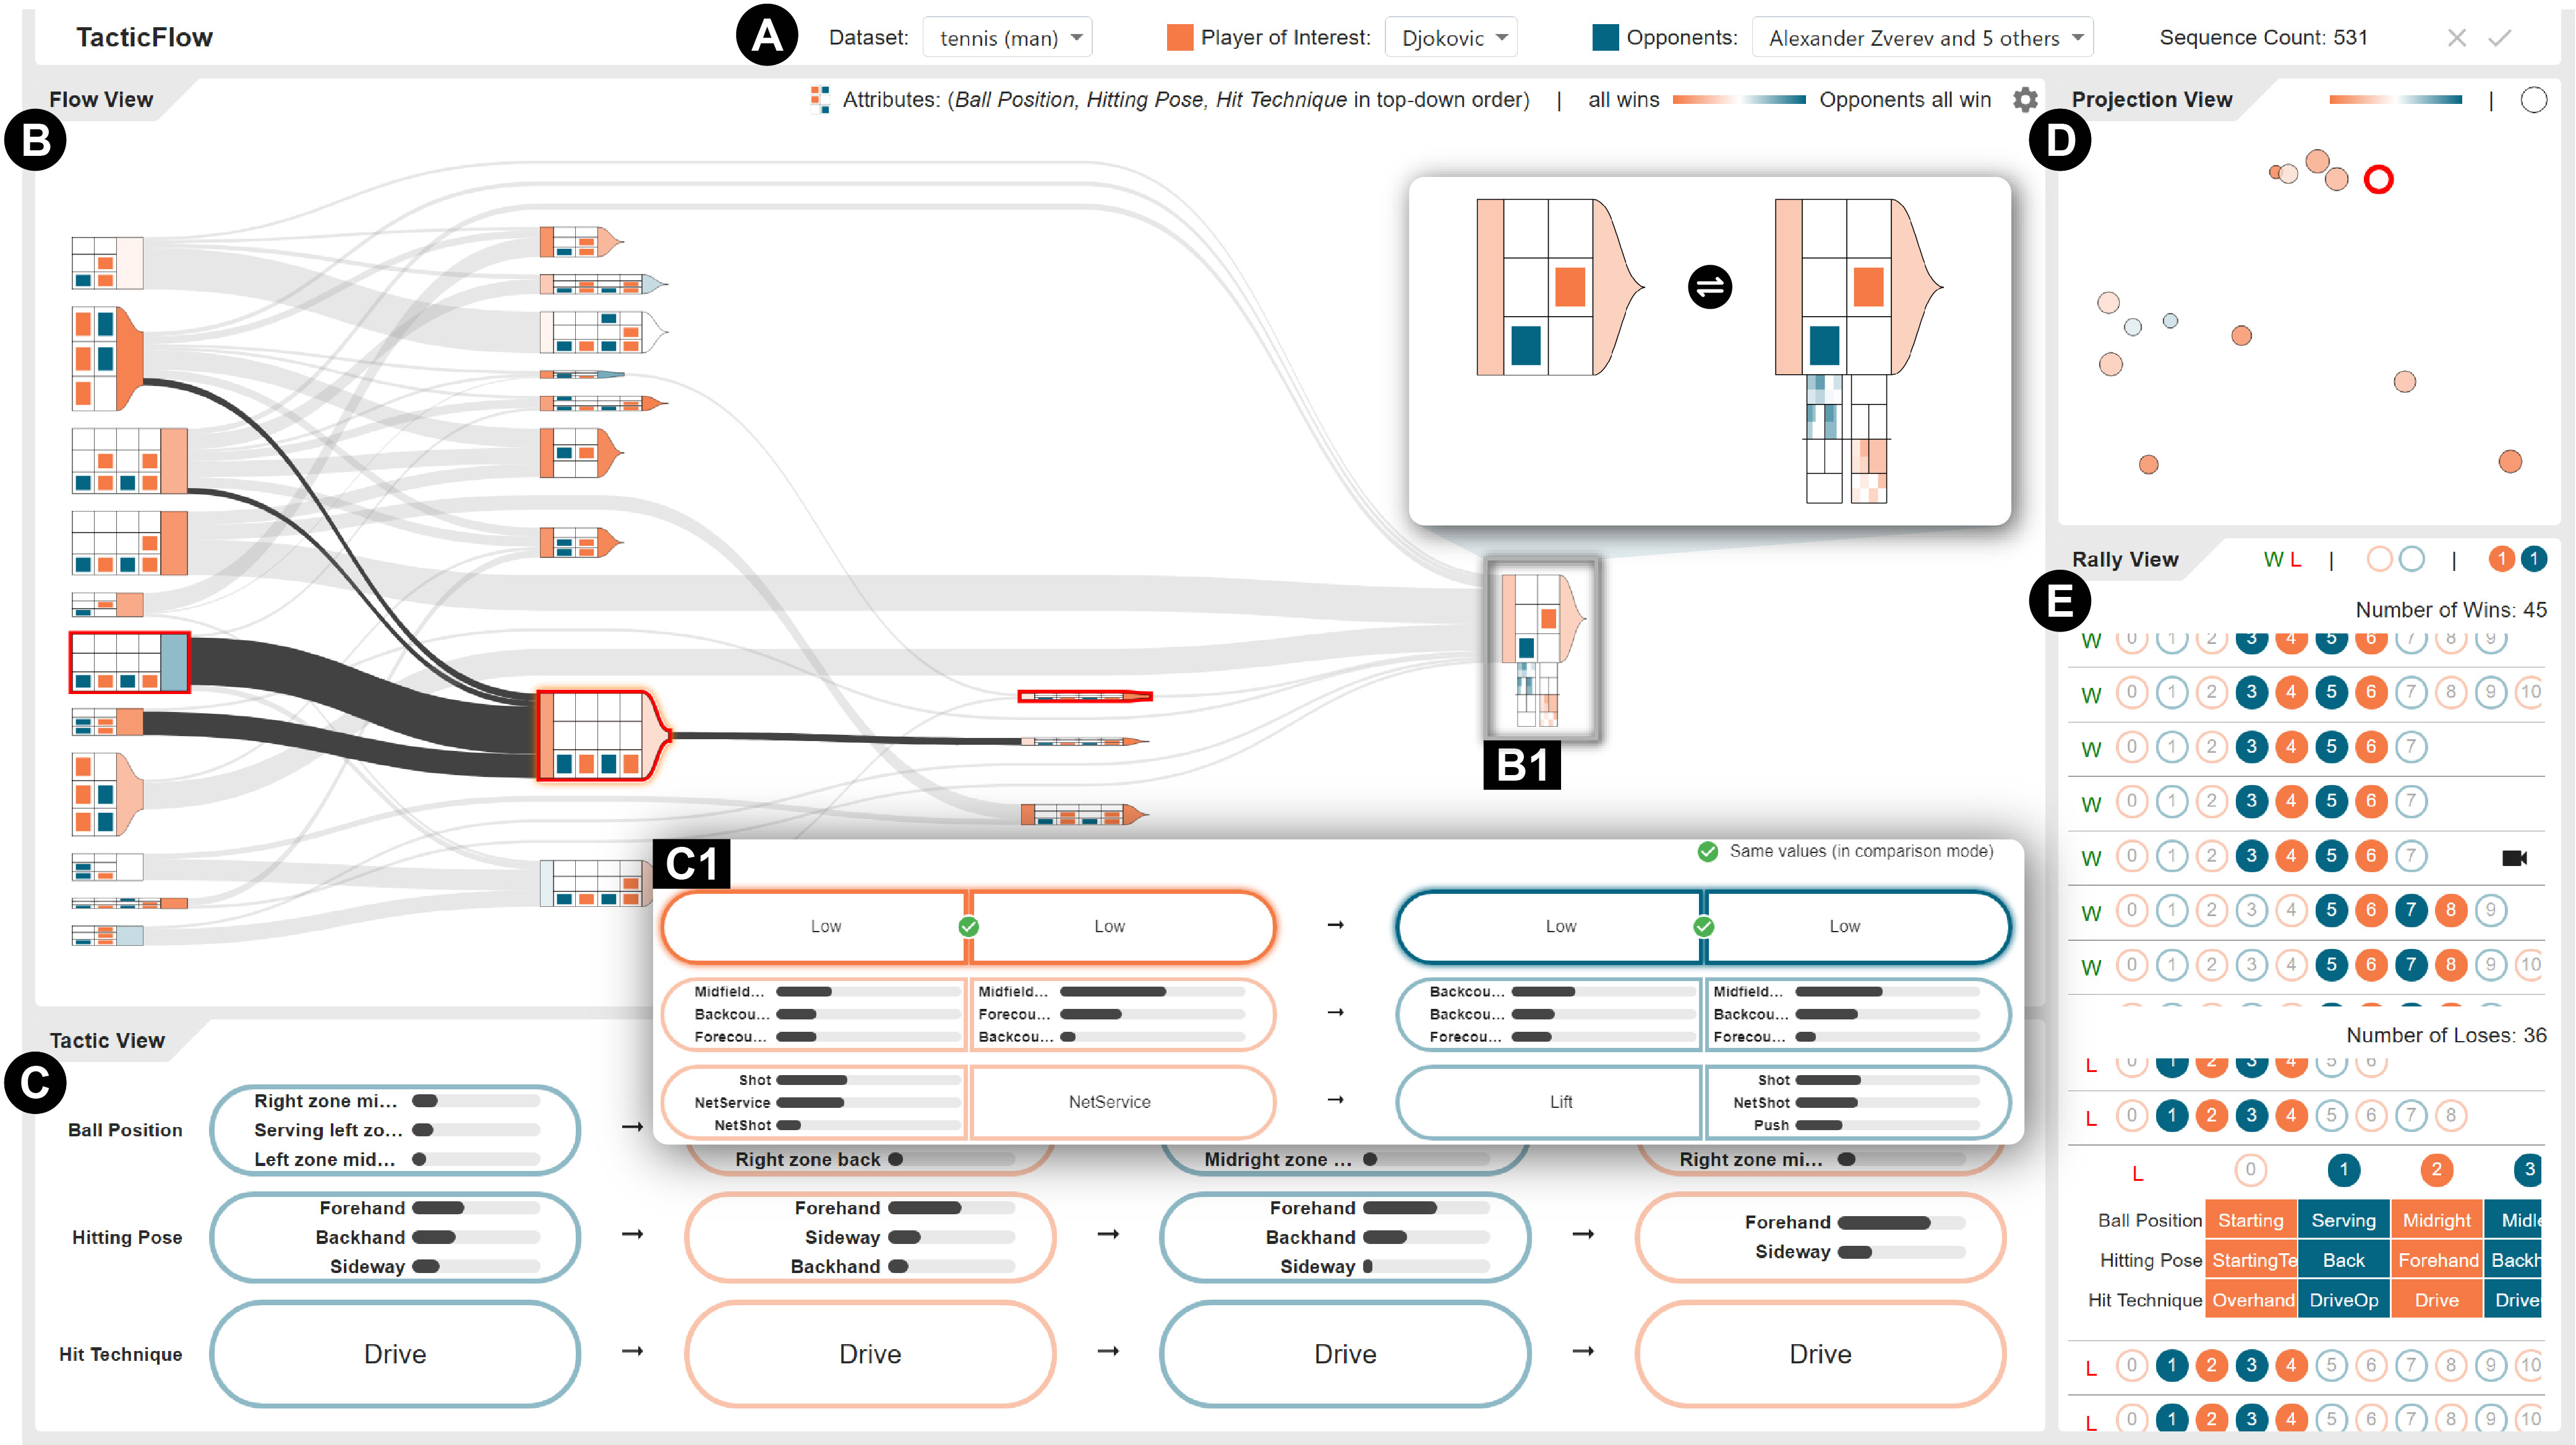 TacticFlow
A
Dataset: tennis (man)
Player of Interest: Djokovic
Opponents: Alexander Zverev and 5 others
Sequence Count: 531
Flow View
B
Attributes: (Ball Position, Hitting Pose, Hit Technique in top-down order) | all wins Opponents all win
B1
C1
Same values (in comparison mode)
Low Low → Low Low
Midfield... Midfield... Backcou... Midfield...
Backcou... Forecou... → Backcou... Backcou...
Forecou... Backcou... Forecou... Forecou...
Shot Shot
NetService NetService → Lift NetShot
NetShot Push
Tactic View
C
Ball Position
Right zone mi...
Serving left zo...
Left zone mid...
→
Right zone back
Midright zone ...
Right zone mi...
Hitting Pose
Forehand
Backhand
Sideway
→
Forehand
Sideway
Backhand
→
Forehand
Backhand
Sideway
→
Forehand
Sideway
Hit Technique
Drive → Drive → Drive → Drive
Projection View |
D
Rally View W L | | 1 1
E
Number of Wins: 45
W 0 1 2 3 4 5 6 7 8 9
W 0 1 2 3 4 5 6 7 8 9 10
W 0 1 2 3 4 5 6 7
W 0 1 2 3 4 5 6 7
W 0 1 2 3 4 5 6 7
W 0 1 2 3 4 5 6 7 8 9
W 0 1 2 3 4 5 6 7 8 9 10
Number of Loses: 36
L 0 1 2 3 4 5 6
L 0 1 2 3 4 5 6 7 8
L 0 1 2 3
Ball Position Starting Serving Midright Midle
Hitting Pose StartingTe Back Forehand Backh
Hit Technique Overhand DriveOp Drive Drive
L 0 1 2 3 4 5 6 7 8 9 10
L 0 1 2 3 4 5 6 7 8 9 10